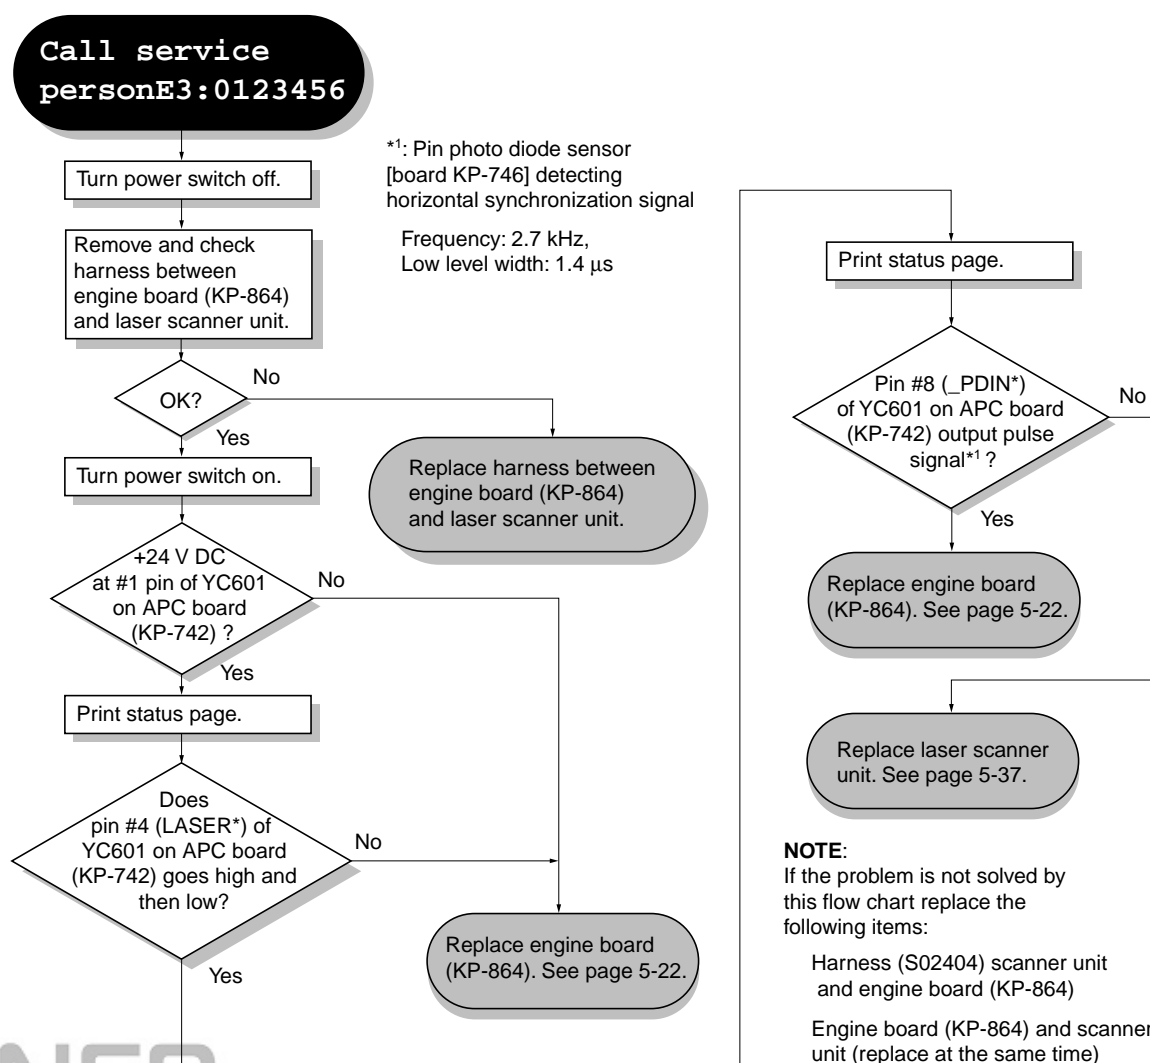 Call service
personE3:0123456
Turn power switch off.
Remove and check
harness between
engine board (KP-864)
and laser scanner unit.
OK?
No
Yes
Replace harness between
engine board (KP-864)
and laser scanner unit.
Turn power switch on.
+24 V DC
at #1 pin of YC601
on APC board
(KP-742) ?
No
Yes
Print status page.
Does
pin #4 (LASER*) of
YC601 on APC board
(KP-742) goes high and
then low?
No
Yes
Replace engine board
(KP-864). See page 5-22.
*1: Pin photo diode sensor
[board KP-746] detecting
horizontal synchronization signal
Frequency: 2.7 kHz,
Low level width: 1.4 µs
Print status page.
Pin #8 (_PDIN*)
of YC601 on APC board
(KP-742) output pulse
signal*1 ?
No
Yes
Replace engine board
(KP-864). See page 5-22.
Replace laser scanner
unit. See page 5-37.
NOTE:
If the problem is not solved by
this flow chart replace the
following items:
Harness (S02404) scanner unit
and engine board (KP-864)
Engine board (KP-864) and scanner
unit (replace at the same time)